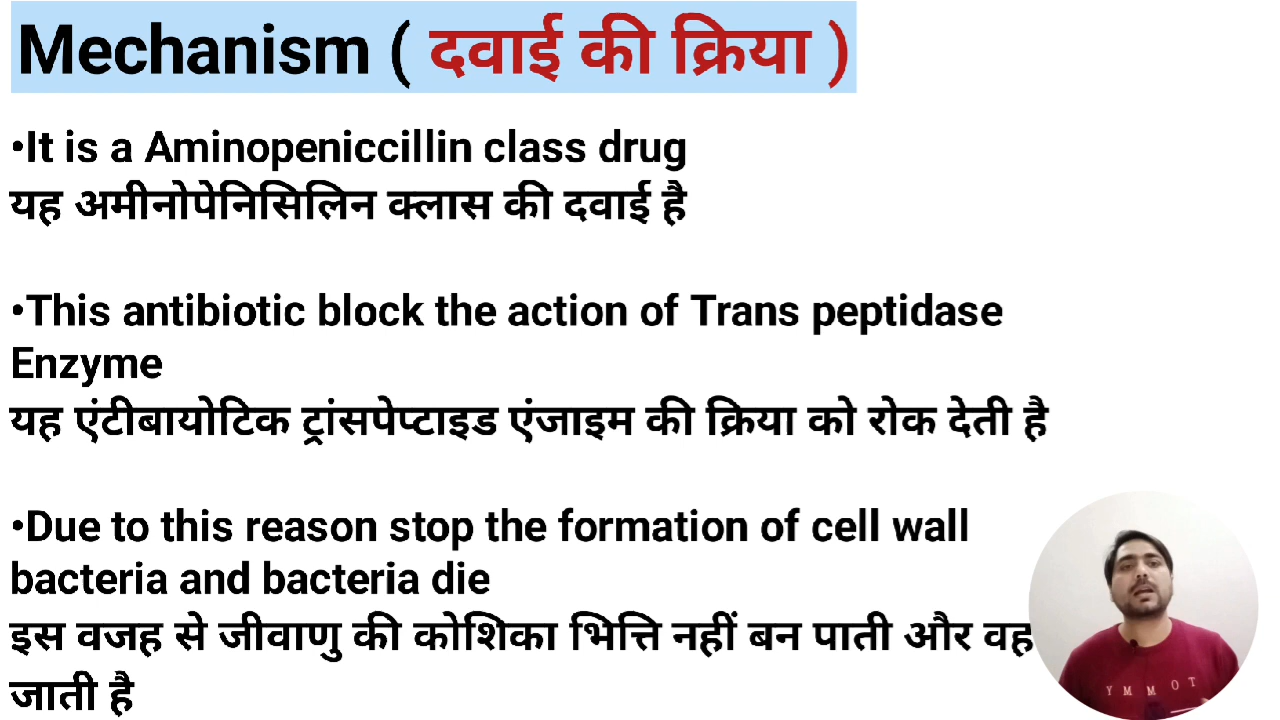 Mechanism ( दवाई की क्रिया )
•It is a Aminopeniccillin class drug
यह अमीनोपेनिसिलिन क्लास की दवाई है
•This antibiotic block the action of Trans peptidase
Enzyme
यह एंटीबायोटिक ट्रांसपेप्टाइड एंजाइम की क्रिया को रोक देती है
•Due to this reason stop the formation of cell wall
bacteria and bacteria die
इस वजह से जीवाणु की कोशिका भित्ति नहीं बन पाती और वह
जाती है
Y M M O T